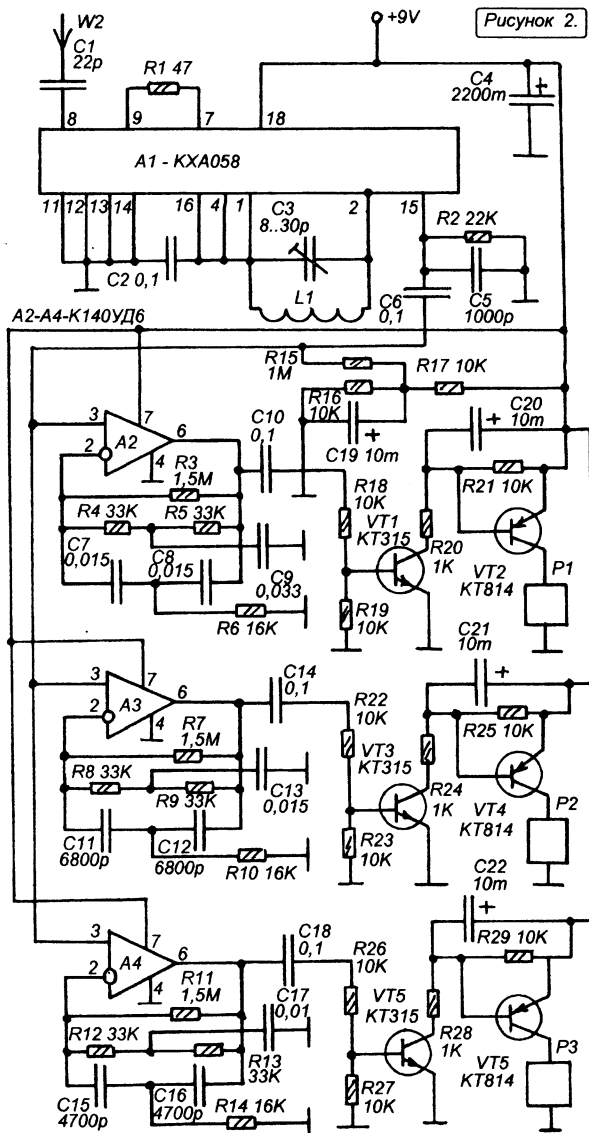 W2
+9V
Рисунок 2.
C1
22p
R1 47
C4
2200m
+
8
9
7
18
A1 - KXA058
11
12
13
14
16
4
1
2
15
C3
8..30p
R2 22K
C2 0,1
L1
C6
0,1
C5
1000p
A2-A4-К140УД6
R15
1M
R17 10K
R16
10K
C19 10m
+
C10
0,1
C20
10m
+
3
2
A2
7
6
4
R3
1,5M
R4 33K
R5 33K
R18
10K
VT1
КТ315
R21 10K
C7
0,015
C8
0,015
C9
0,033
R20
1K
VT2
КТ814
P1
R6 16K
R19
10K
C21
10m
+
3
2
A3
7
6
4
C14
0,1
R22
10K
R25 10K
R7
1,5M
VT3
КТ315
R8 33K
R9 33K
C13
0,015
R24
1K
VT4
КТ814
P2
C11
6800p
C12
6800p
R10 16K
R23
10K
C22
10m
+
3
2
A4
7
6
4
C18
0,1
R26
10K
R29 10K
R11
1,5M
VT5
КТ315
C17
0,01
R12 33K
R13
33K
R28
1K
VT5
КТ814
P3
C15
4700p
C16
4700p
R14 16K
R27
10K